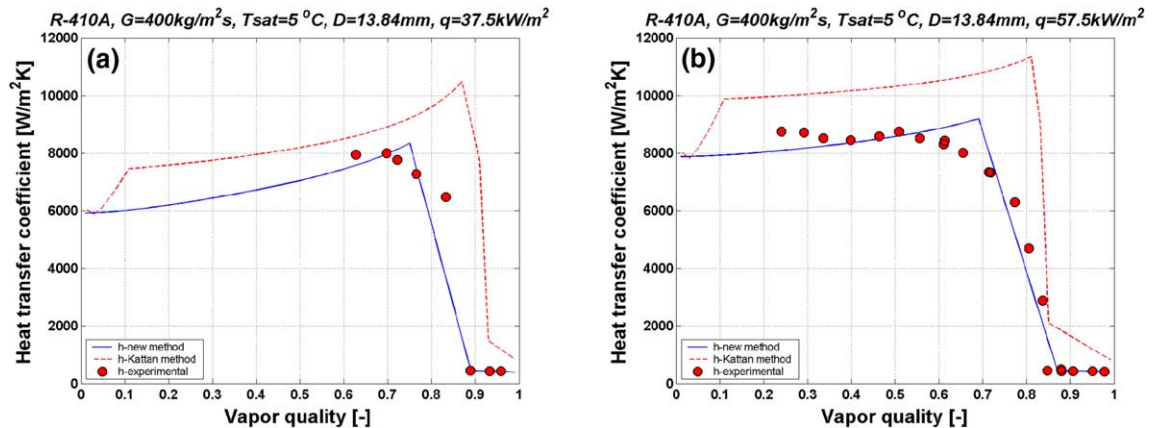 R-410A, G=400kg/m²s, Tsat=5 °C, D=13.84mm, q=37.5kW/m²
(a)
Heat transfer coefficient [W/m²K]
12000
10000
8000
6000
4000
2000
0
h-new method
h-Kattan method
h-experimental
0 0.1 0.2 0.3 0.4 0.5 0.6 0.7 0.8 0.9 1
Vapor quality [-]
R-410A, G=400kg/m²s, Tsat=5 °C, D=13.84mm, q=57.5kW/m²
(b)
Heat transfer coefficient [W/m²K]
12000
10000
8000
6000
4000
2000
0
h-new method
h-Kattan method
h-experimental
0 0.1 0.2 0.3 0.4 0.5 0.6 0.7 0.8 0.9 1
Vapor quality [-]